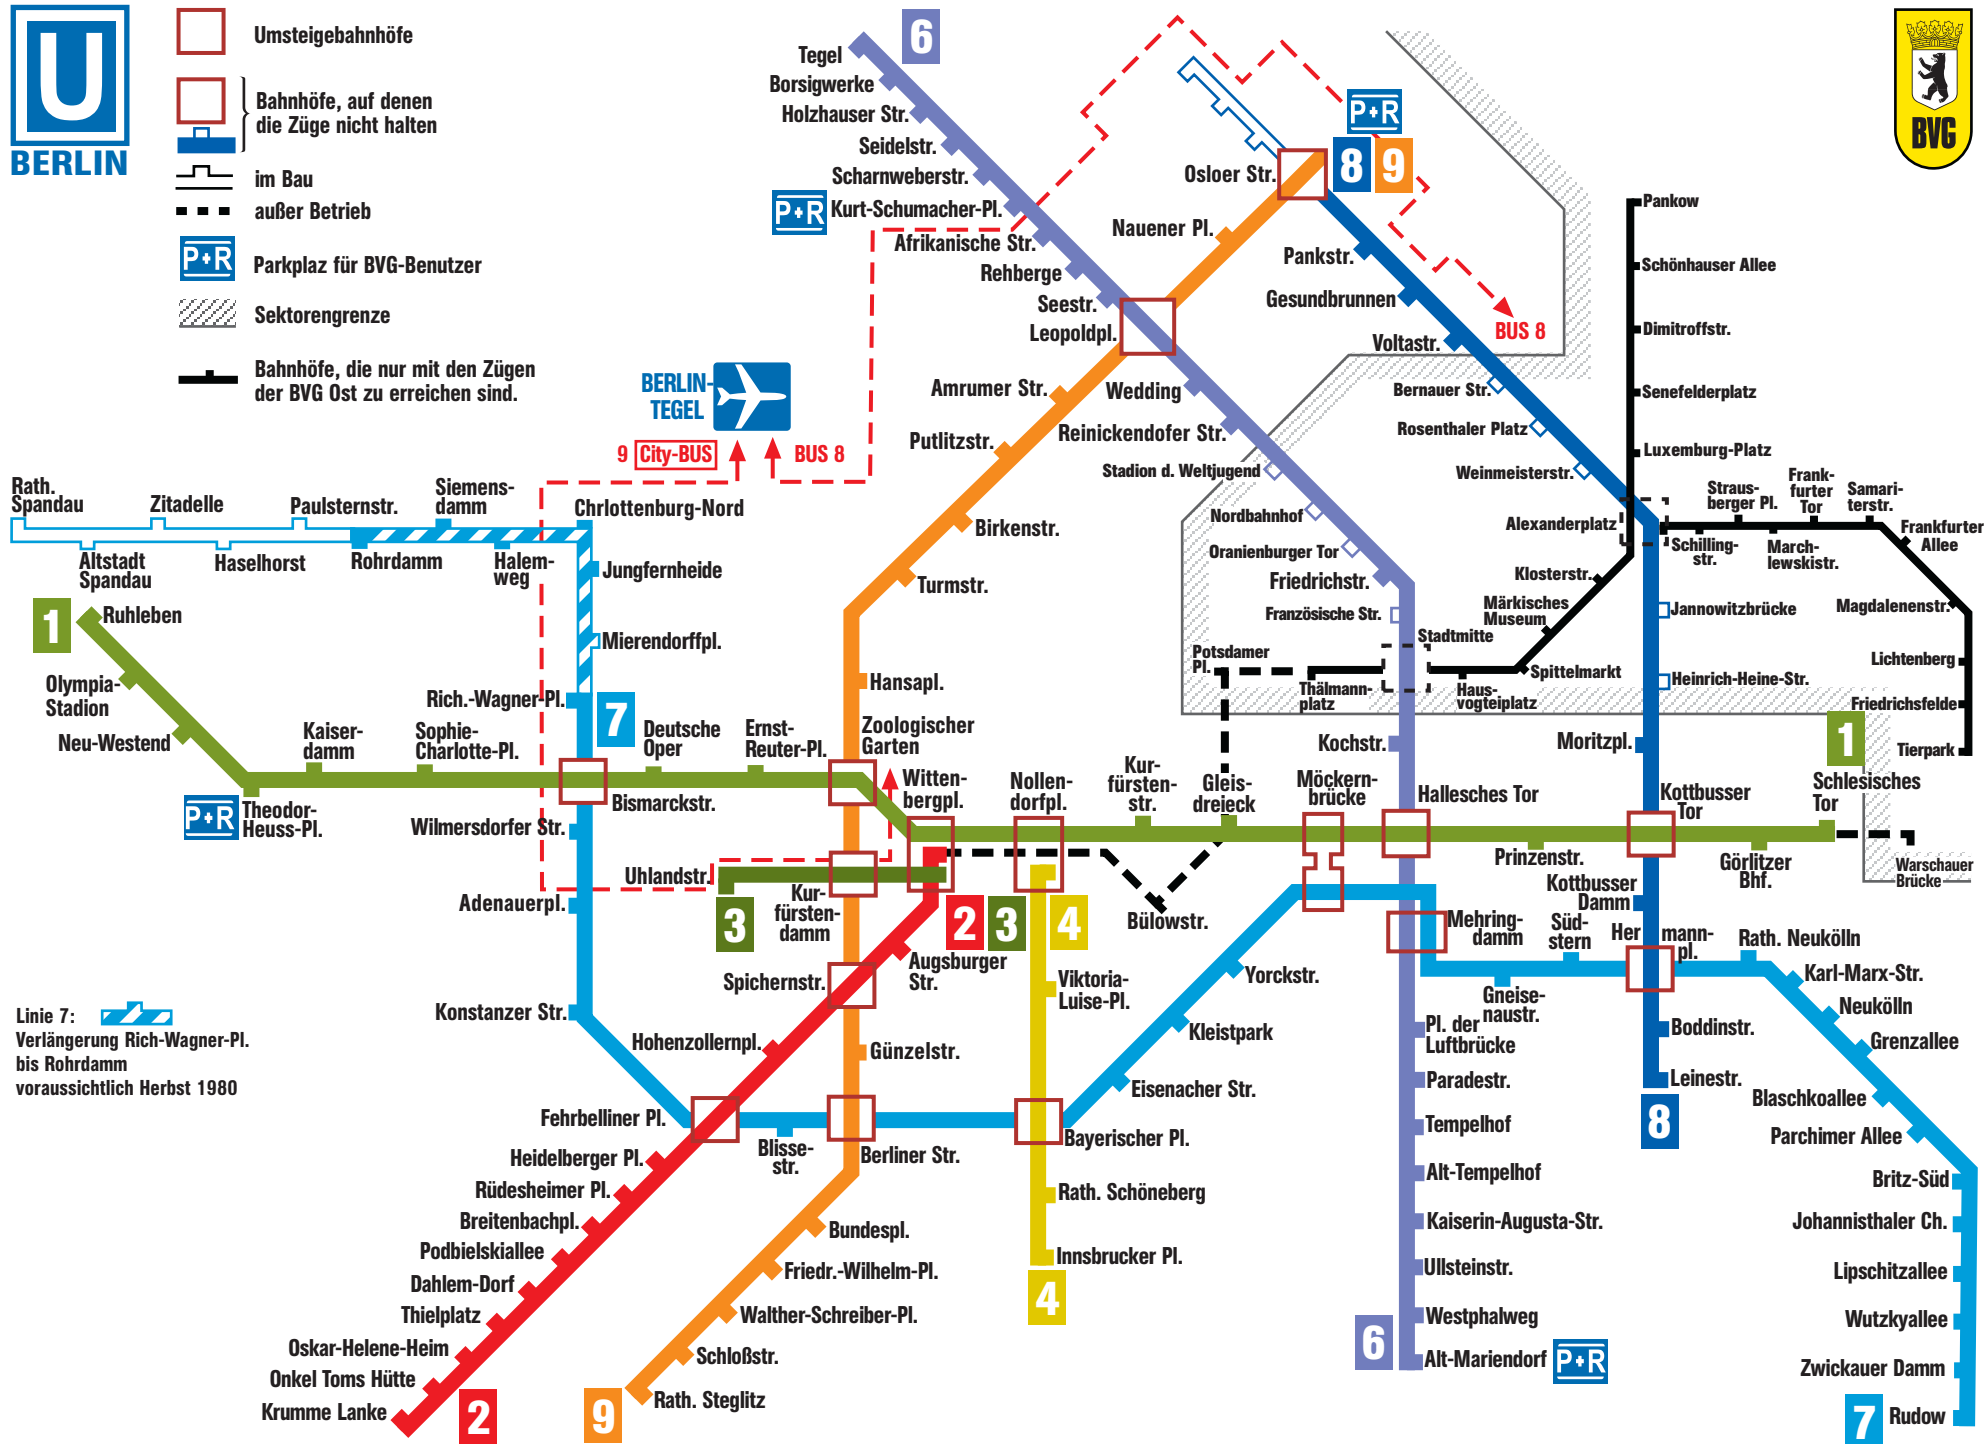 U
BERLIN
Umsteigebahnhöfe
Bahnhöfe, auf denen
die Züge nicht halten
im Bau
außer Betrieb
P+R
Parkplaz für BVG-Benutzer
Sektorengrenze
Bahnhöfe, die nur mit den Zügen
der BVG Ost zu erreichen sind.
BVG
6
Tegel
Borsigwerke
Holzhauser Str.
Seidelstr.
Scharnweberstr.
P+R
Kurt-Schumacher-Pl.
Afrikanische Str.
Rehberge
Seestr.
Leopoldpl.
Wedding
Reinickendofer Str.
Stadion d. Weltjugend
Nordbahnhof
Oranienburger Tor
Friedrichstr.
Französische Str.
Stadtmitte
Kochstr.
Hallesches Tor
Mehring-
damm
Pl. der
Luftbrücke
Paradestr.
Tempelhof
Alt-Tempelhof
Kaiserin-Augusta-Str.
Ullsteinstr.
Westphalweg
Alt-Mariendorf
P+R
6
P+R
8
9
Osloer Str.
Nauener Pl.
Amrumer Str.
Putlitzstr.
Birkenstr.
Turmstr.
Hansapl.
Zoologischer
Garten
Kur-
fürsten-
damm
Spichernstr.
Günzelstr.
Berliner Str.
Bundespl.
Friedr.-Wilhelm-Pl.
Walther-Schreiber-Pl.
Schloßstr.
Rath. Steglitz
9
Pankstr.
Gesundbrunnen
Voltastr.
Bernauer Str.
Rosenthaler Platz
Weinmeisterstr.
Alexanderplatz
Jannowitzbrücke
Heinrich-Heine-Str.
Moritzpl.
Kottbusser
Tor
Kottbusser
Damm
Her mann-
pl.
Boddinstr.
Leinestr.
8
BUS 8
BERLIN-
TEGEL
9 City-BUS
BUS 8
Pankow
Schönhauser Allee
Dimitroffstr.
Senefelderplatz
Luxemburg-Platz
Klosterstr.
Märkisches
Museum
Spittelmarkt
Haus-
vogteiplatz
Thälmann-
platz
Potsdamer
Pl.
Schilling-
str.
Straus-
berger Pl.
March-
lewskistr.
Frank-
furter
Tor
Samari-
terstr.
Frankfurter
Allee
Magdalenenstr.
Lichtenberg
Friedrichsfelde
Tierpark
Rath.
Spandau
Altstadt
Spandau
Zitadelle
Haselhorst
Paulsternstr.
Rohrdamm
Siemens-
damm
Halem-
weg
Chrlottenburg-Nord
Jungfernheide
Mierendorffpl.
Rich.-Wagner-Pl.
7
Bismarckstr.
Wilmersdorfer Str.
Adenauerpl.
Konstanzer Str.
Fehrbelliner Pl.
Blisse-
str.
Bayerischer Pl.
Eisenacher Str.
Kleistpark
Yorckstr.
Möckern-
brücke
Gneise-
naustr.
Süd-
stern
Rath. Neukölln
Karl-Marx-Str.
Neukölln
Grenzallee
Blaschkoallee
Parchimer Allee
Britz-Süd
Johannisthaler Ch.
Lipschitzallee
Wutzkyallee
Zwickauer Damm
Rudow
7
1
Ruhleben
Olympia-
Stadion
Neu-Westend
P+R
Theodor-
Heuss-Pl.
Kaiser-
damm
Sophie-
Charlotte-Pl.
Deutsche
Oper
Ernst-
Reuter-Pl.
Witten-
bergpl.
Nollen-
dorfpl.
Kur-
fürsten-
str.
Gleis-
dreieck
Bülowstr.
Prinzenstr.
Görlitzer
Bhf.
1
Schlesisches
Tor
Warschauer
Brücke
Uhlandstr.
3
2
3
4
Augsburger
Str.
Hohenzollernpl.
Heidelberger Pl.
Rüdesheimer Pl.
Breitenbachpl.
Podbielskiallee
Dahlem-Dorf
Thielplatz
Oskar-Helene-Heim
Onkel Toms Hütte
Krumme Lanke
2
Viktoria-
Luise-Pl.
Rath. Schöneberg
Innsbrucker Pl.
4
Linie 7:
Verlängerung Rich-Wagner-Pl.
bis Rohrdamm
voraussichtlich Herbst 1980